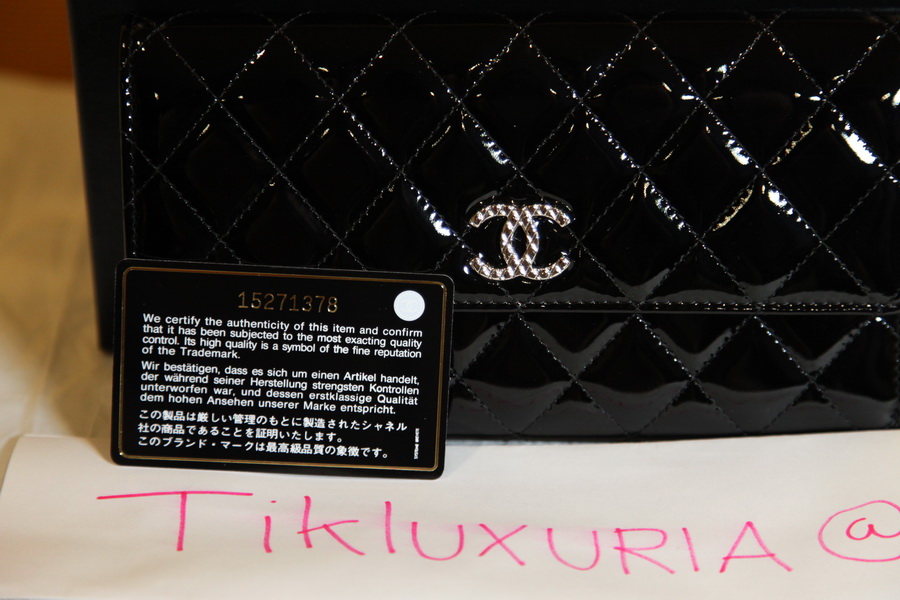 15271378
We certify the authenticity of this item and confirm
that it has been subjected to the most exacting quality
control. Its high quality is a symbol of the fine reputation
of the Trademark.
Wir bestätigen, dass es sich um einen Artikel handelt,
der während seiner Herstellung strengsten Kontrollen
unterworfen war, und dessen erstklassige Qualität
dem hohen Ansehen unserer Marke entspricht.
この製品は厳しい管理のもとに製造されたシャネル
社の商品であることを証明いたします。
このブランド・マークは最高級品質の象徴です。
TikluxuRIA @